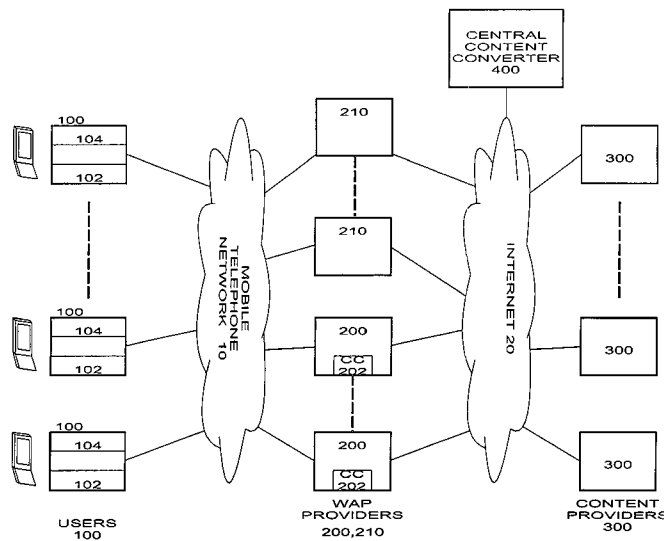 CENTRAL
CONTENT
CONVERTER
400
100
104
102
210
300
210
MOBILE
TELEPHONE
NETWORK 10
INTERNET 20
100
104
102
200
CC
202
300
100
104
102
200
CC
202
300
USERS
100
WAP
PROVIDERS
200,210
CONTENT
PROVIDERS
300